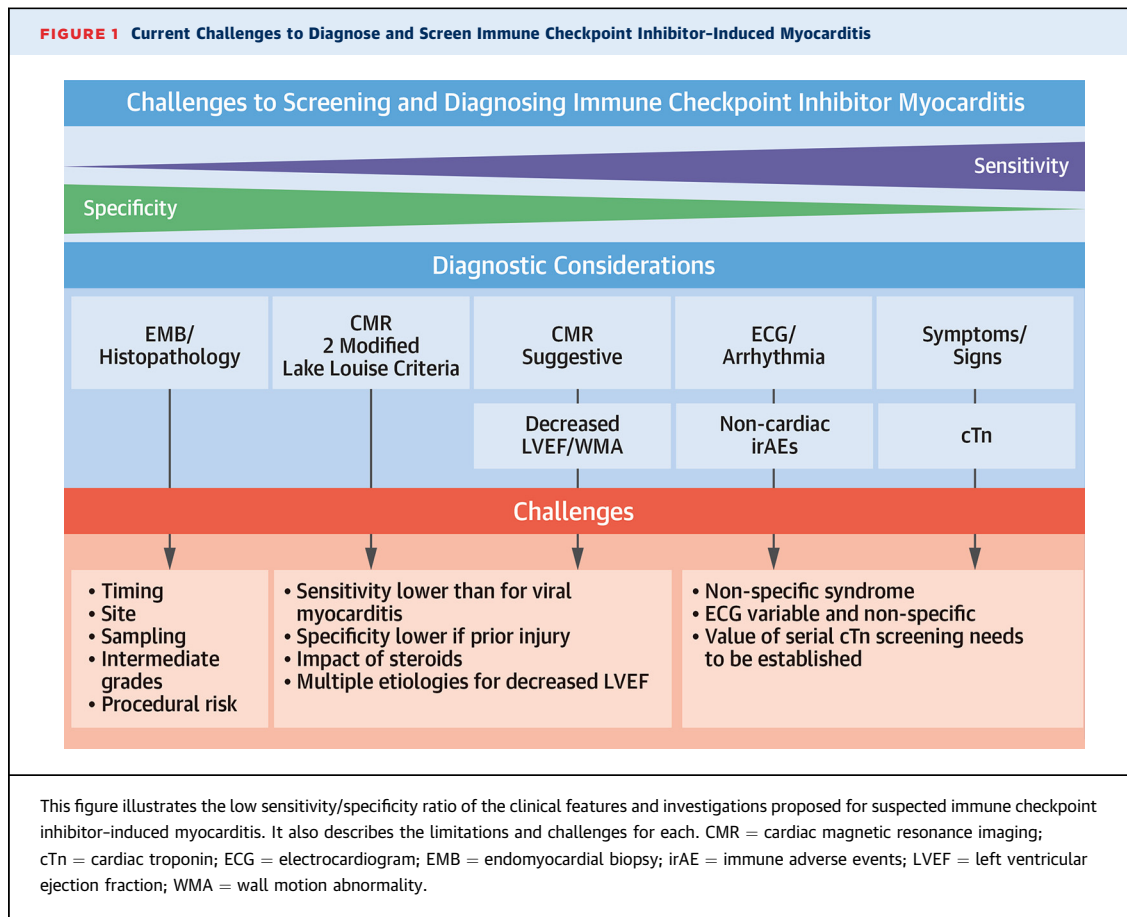 FIGURE 1 Current Challenges to Diagnose and Screen Immune Checkpoint Inhibitor-Induced Myocarditis
Challenges to Screening and Diagnosing Immune Checkpoint Inhibitor Myocarditis
Sensitivity
Specificity
Diagnostic Considerations
EMB/
Histopathology
CMR
2 Modified
Lake Louise Criteria
CMR
Suggestive
ECG/
Arrhythmia
Symptoms/
Signs
Decreased
LVEF/WMA
Non-cardiac
irAEs
cTn
Challenges
• Timing
• Site
• Sampling
• Intermediate
grades
• Procedural risk
• Sensitivity lower than for viral
myocarditis
• Specificity lower if prior injury
• Impact of steroids
• Multiple etiologies for decreased LVEF
• Non-specific syndrome
• ECG variable and non-specific
• Value of serial cTn screening needs
to be established
This figure illustrates the low sensitivity/specificity ratio of the clinical features and investigations proposed for suspected immune checkpoint
inhibitor-induced myocarditis. It also describes the limitations and challenges for each. CMR = cardiac magnetic resonance imaging;
cTn = cardiac troponin; ECG = electrocardiogram; EMB = endomyocardial biopsy; irAE = immune adverse events; LVEF = left ventricular
ejection fraction; WMA = wall motion abnormality.